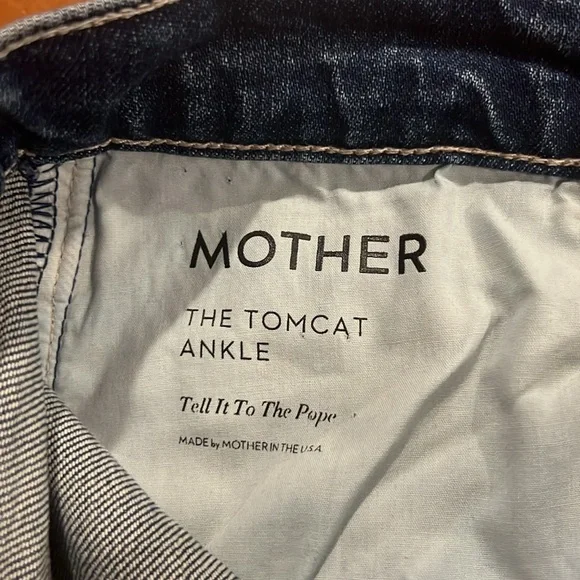 MOTHER
THE TOMCAT
ANKLE
Tell It To The Pope
MADE by MOTHER IN THE U.S.A.